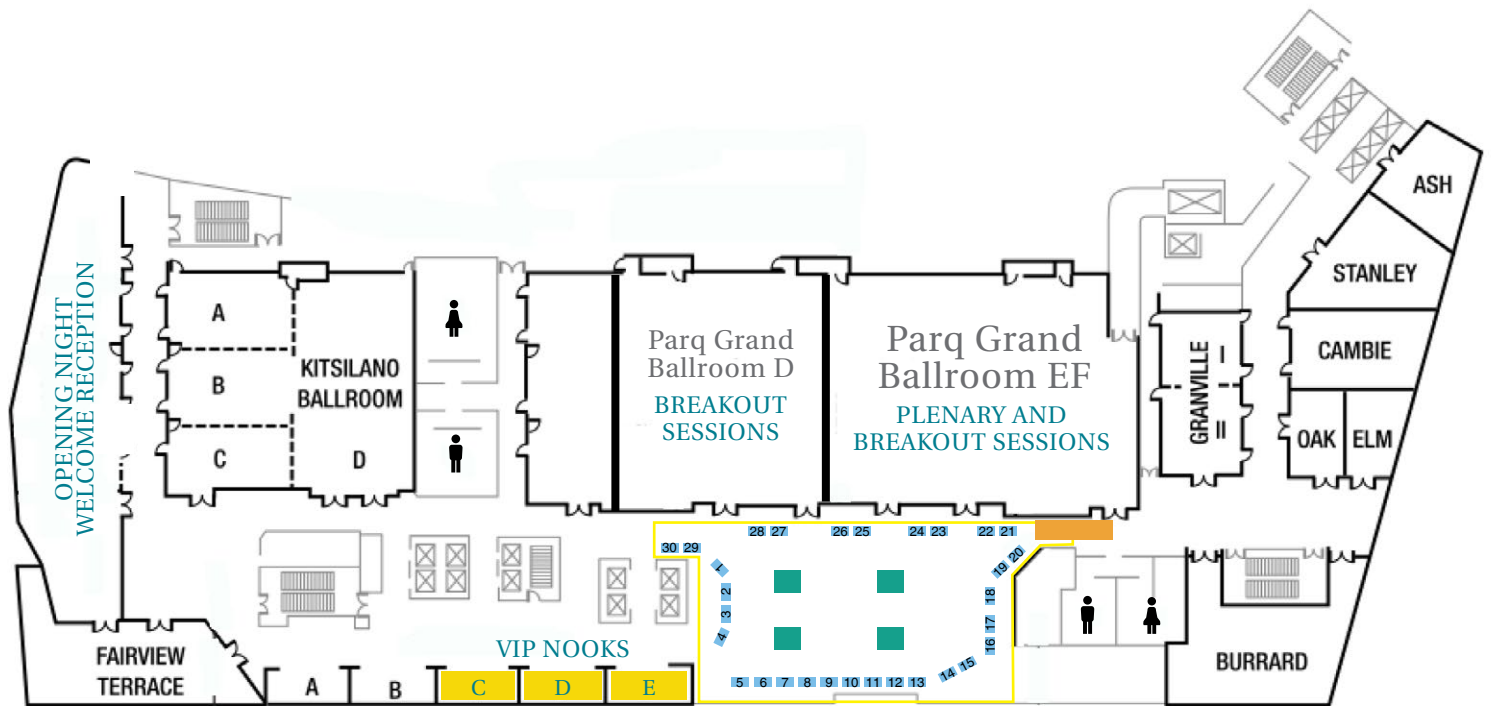 OPENING NIGHT
WELCOME RECEPTION
A
B
C
KITSILANO
BALLROOM
D
Parq Grand
Ballroom D
BREAKOUT
SESSIONS
Parq Grand
Ballroom EF
PLENARY AND
BREAKOUT SESSIONS
GRANVILLE
I
II
ASH
STANLEY
CAMBIE
OAK
ELM
BURRARD
FAIRVIEW
TERRACE
VIP NOOKS
A
B
C
D
E
28 27
26 25
24 23
22 21
30 29
20
19
18
17
16
15
14
1
2
3
4
5 6 7 8 9 10 11 12 13